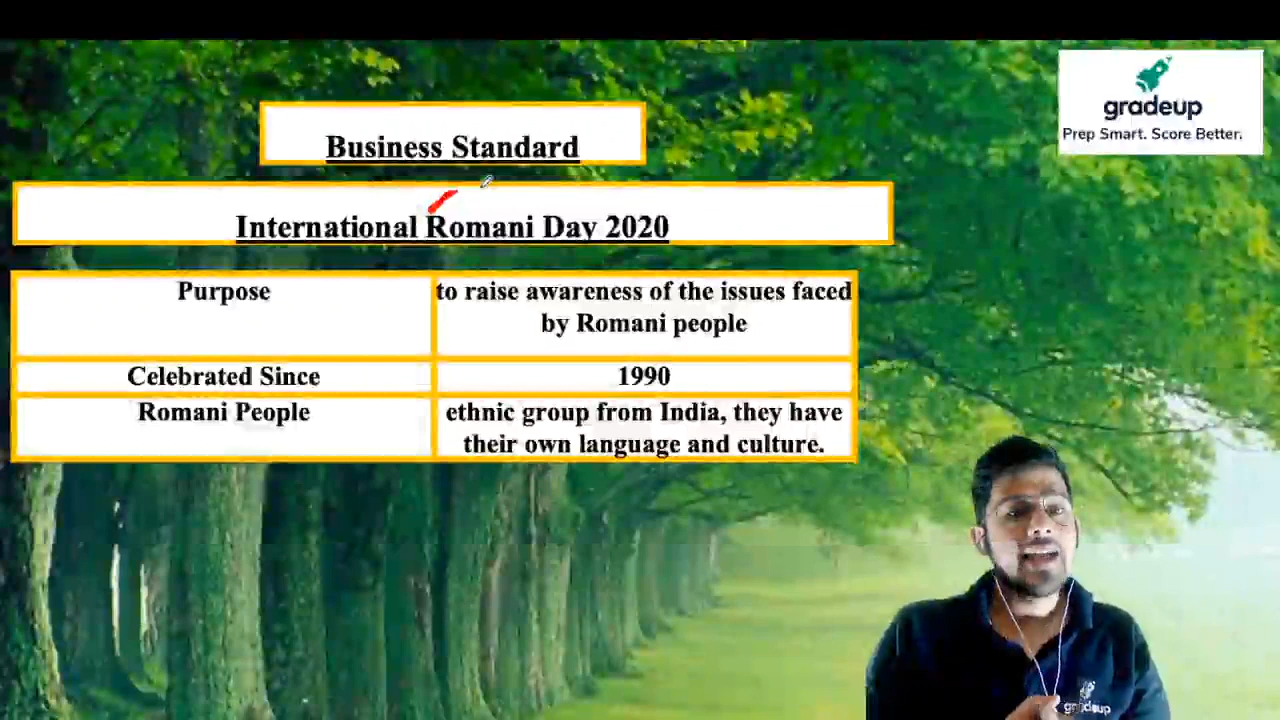 gradeup
Prep Smart. Score Better.
Business Standard
International Romani Day 2020
Purpose
to raise awareness of the issues faced
by Romani people
Celebrated Since
1990
Romani People
ethnic group from India, they have
their own language and culture.
gradeup